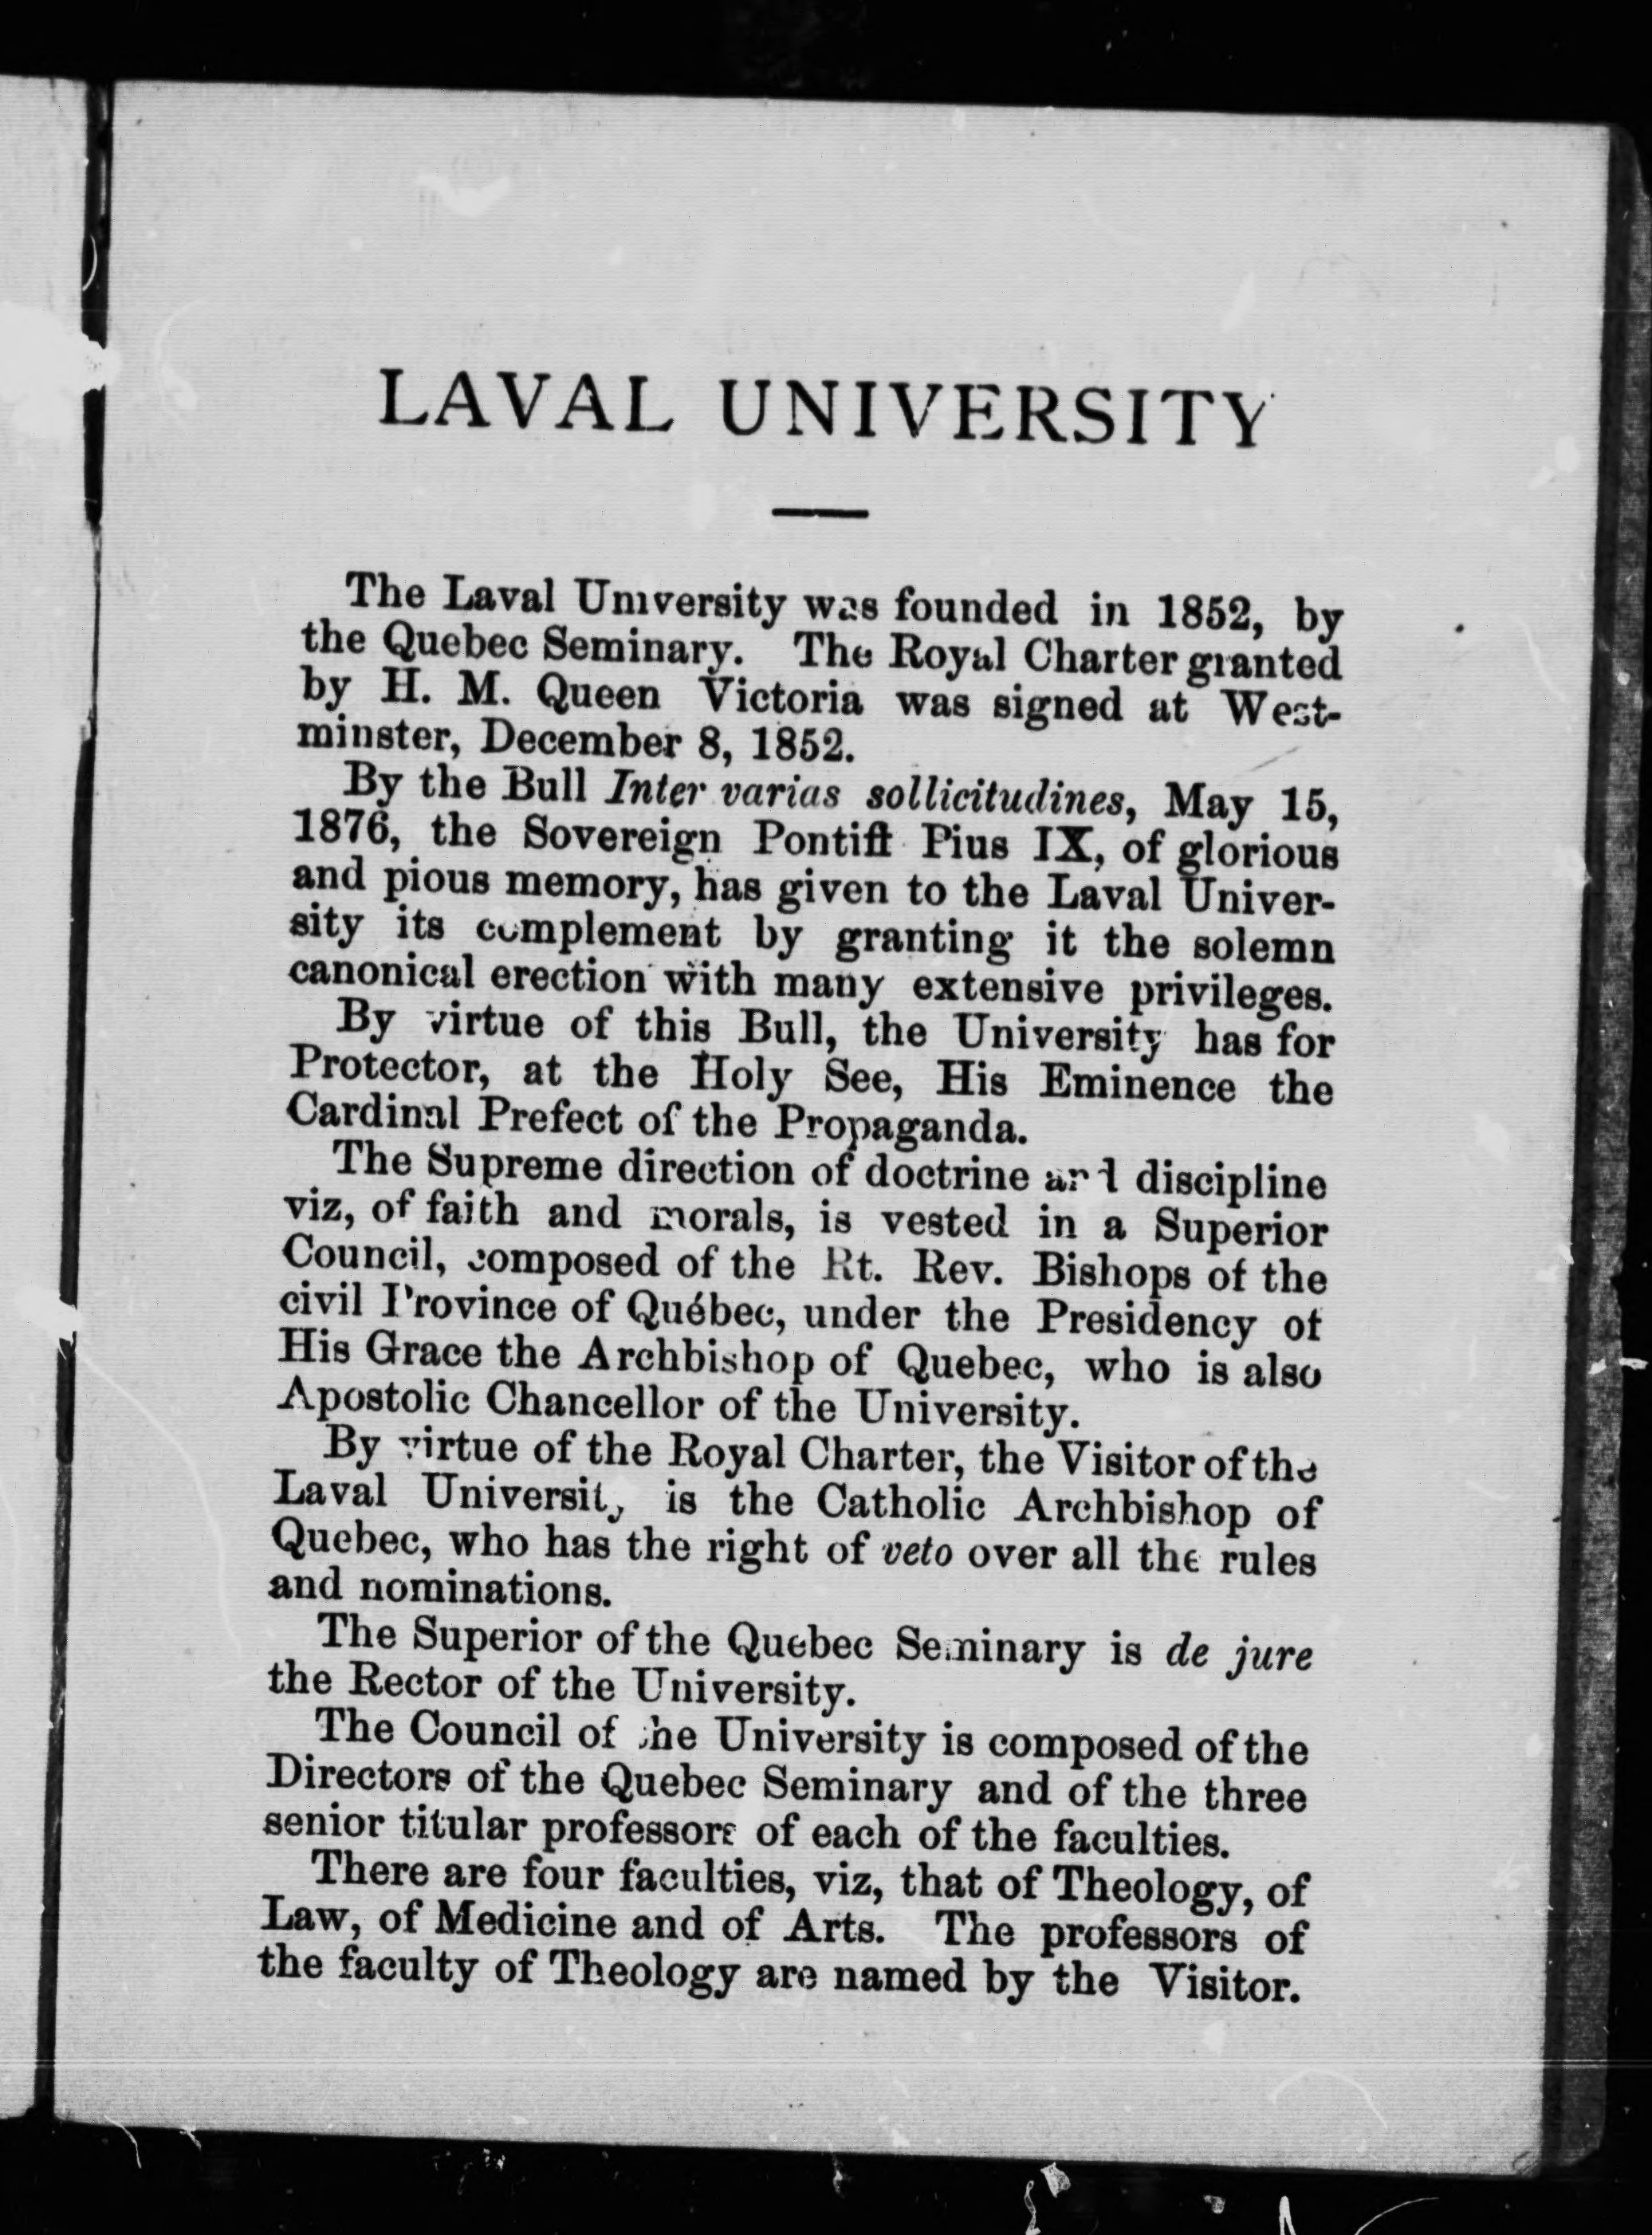 LAVAL UNIVERSITY
The Laval University was founded in 1852, by
the Quebec Seminary. The Royal Charter granted
by H. M. Queen Victoria was signed at West-
minster, December 8, 1852.
By the Bull Inter varias sollicitudines, May 15,
1876, the Sovereign Pontiff Pius IX, of glorious
and pious memory, has given to the Laval Univer-
sity its complement by granting it the solemn
canonical erection with many extensive privileges.
By virtue of this Bull, the University has for
Protector, at the Holy See, His Eminence the
Cardinal Prefect of the Propaganda.
The Supreme direction of doctrine and discipline
viz, of faith and morals, is vested in a Superior
Council, composed of the Rt. Rev. Bishops of the
civil Province of Québec, under the Presidency of
His Grace the Archbishop of Quebec, who is also
Apostolic Chancellor of the University.
By virtue of the Royal Charter, the Visitor of the
Laval University is the Catholic Archbishop of
Quebec, who has the right of veto over all the rules
and nominations.
The Superior of the Quebec Seminary is de jure
the Rector of the University.
The Council of the University is composed of the
Directors of the Quebec Seminary and of the three
senior titular professors of each of the faculties.
There are four faculties, viz, that of Theology, of
Law, of Medicine and of Arts. The professors of
the faculty of Theology are named by the Visitor.